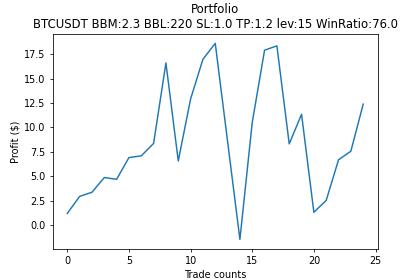 Portfolio
BTCUSDT BBM:2.3 BBL:220 SL:1.0 TP:1.2 lev:15 WinRatio:76.0
17.5
15.0
12.5
10.0
7.5
5.0
2.5
0.0
Profit ($)
0 5 10 15 20 25
Trade counts